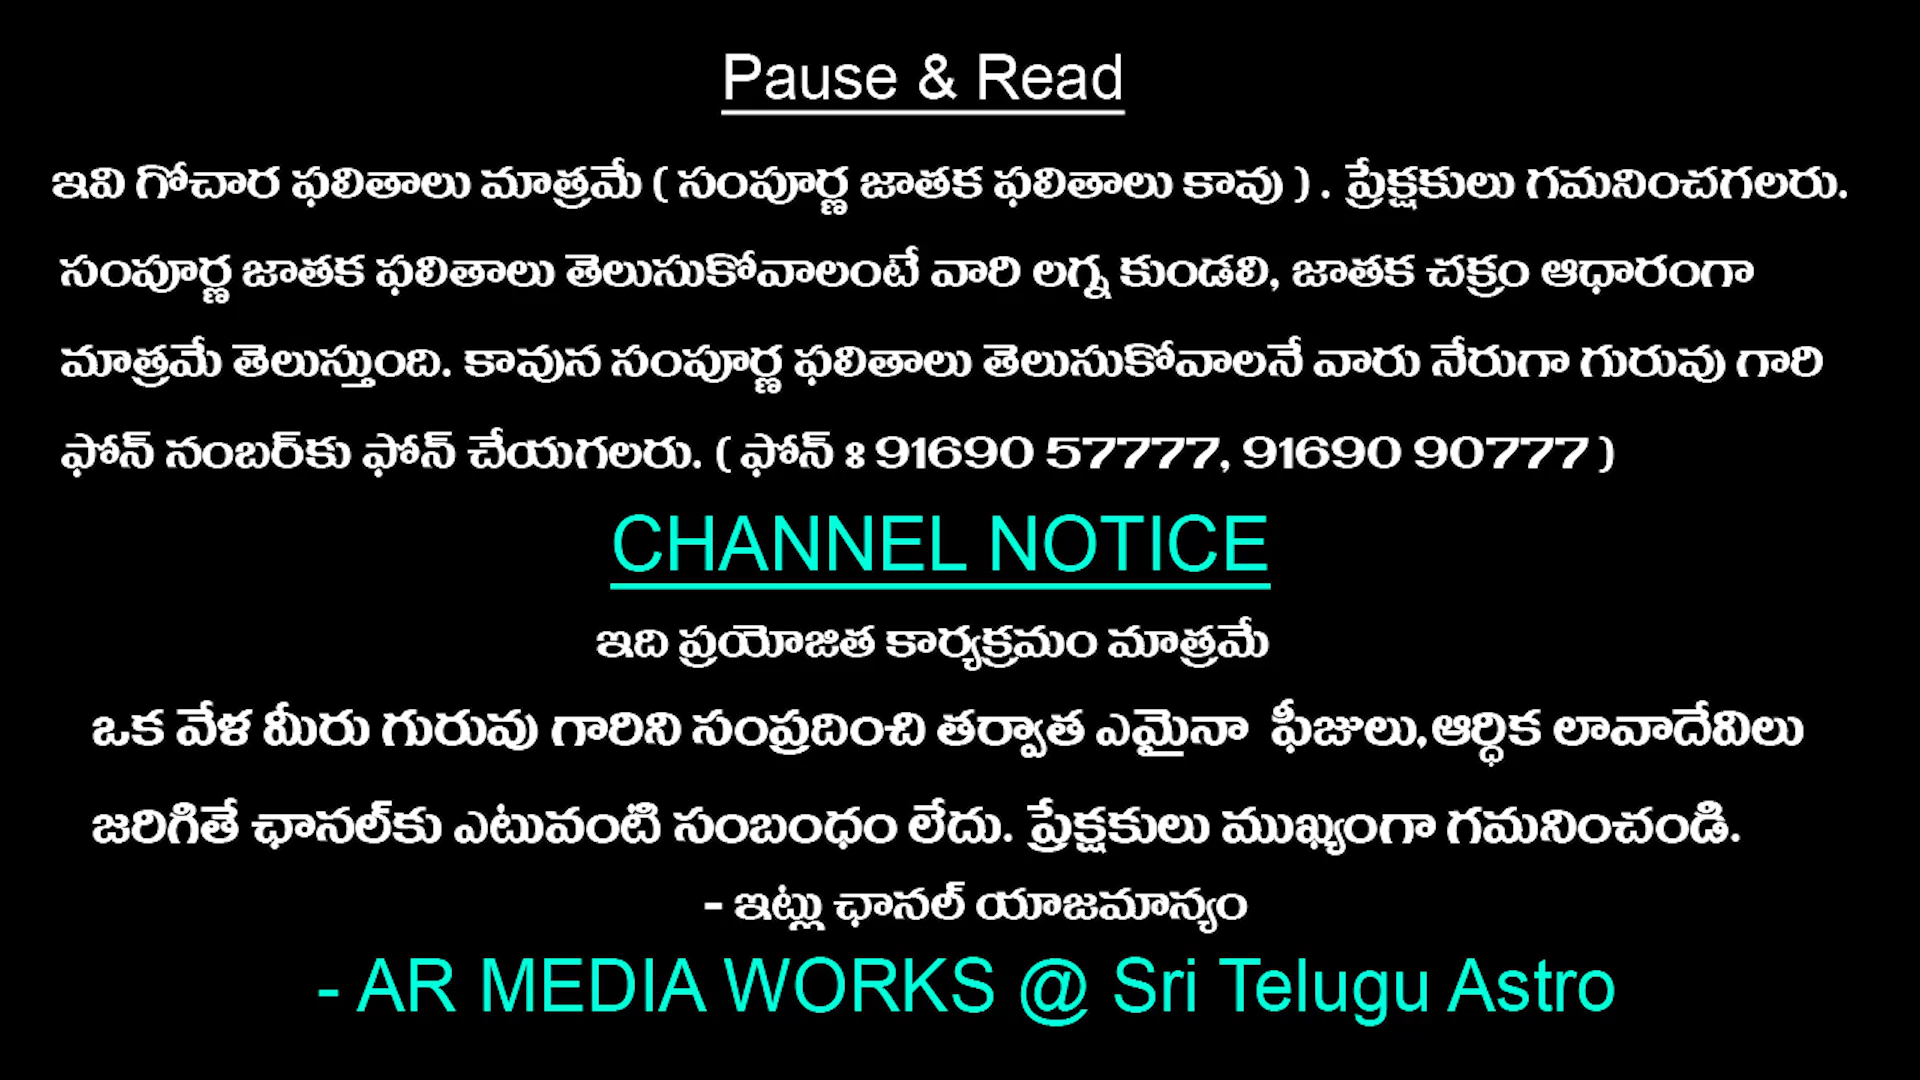 Pause & Read
ఇవి గోచార ఫలితాలు మాత్రమే ( సంపూర్ణ జాతక ఫలితాలు కావు ) . ప్రేక్షకులు గమనించగలరు.
సంపూర్ణ జాతక ఫలితాలు తెలుసుకోవాలంటే వారి లగ్న కుండలి, జాతక చక్రం ఆధారంగా
మాత్రమే తెలుస్తుంది. కావున సంపూర్ణ ఫలితాలు తెలుసుకోవాలనే వారు నేరుగా గురువు గారి
ఫోన్ నంబర్‌కు ఫోన్ చేయగలరు. ( ఫోన్ ః 91690 57777, 91690 90777 )
CHANNEL NOTICE
ఇది ప్రయోజిత కార్యక్రమం మాత్రమే
ఒక వేళ మీరు గురువు గారిని సంప్రదించి తర్వాత ఎమైనా ఫీజులు,ఆర్ధిక లావాదేవిలు
జరిగితే ఛానల్‌కు ఎటువంటి సంబంధం లేదు. ప్రేక్షకులు ముఖ్యంగా గమనించండి.
- ఇట్లు ఛానల్ యాజమాన్యం
- AR MEDIA WORKS @ Sri Telugu Astro